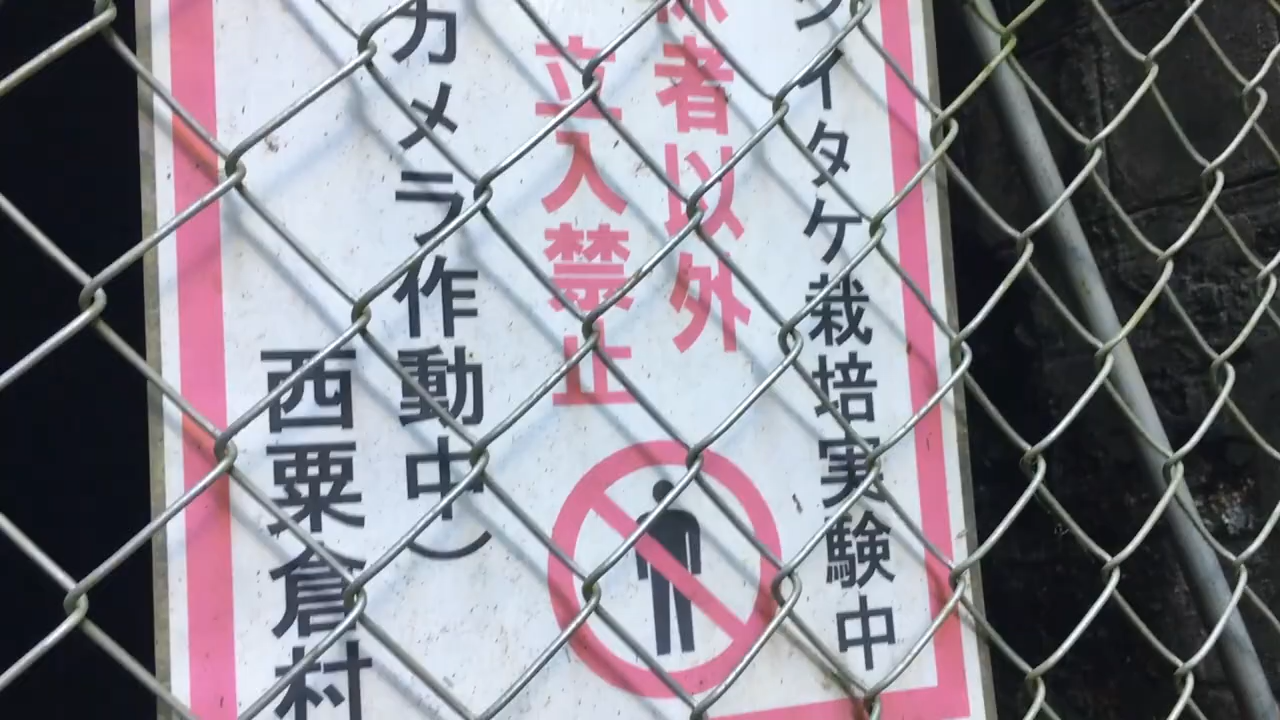 イタケ栽培実験中
者以外
立入禁止
カメラ作動中）
西粟倉村